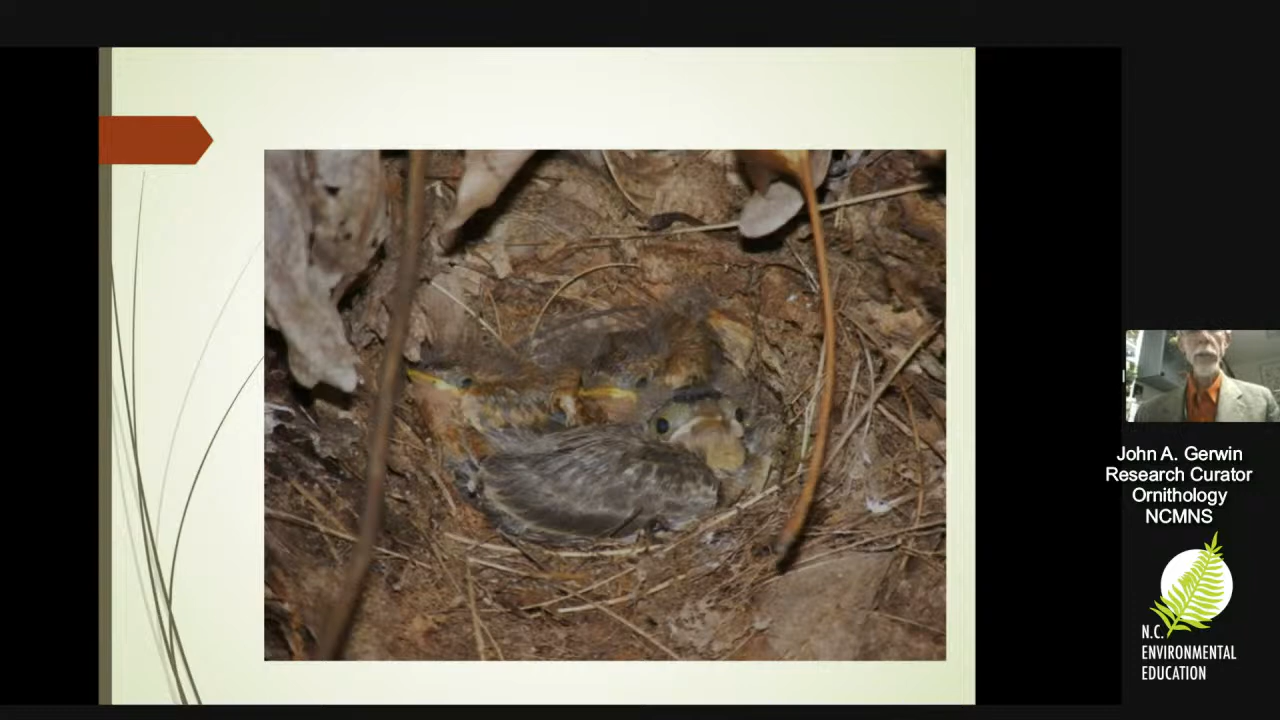 John A. Gerwin
Research Curator
Ornithology
NCMNS
N.C.
ENVIRONMENTAL
EDUCATION